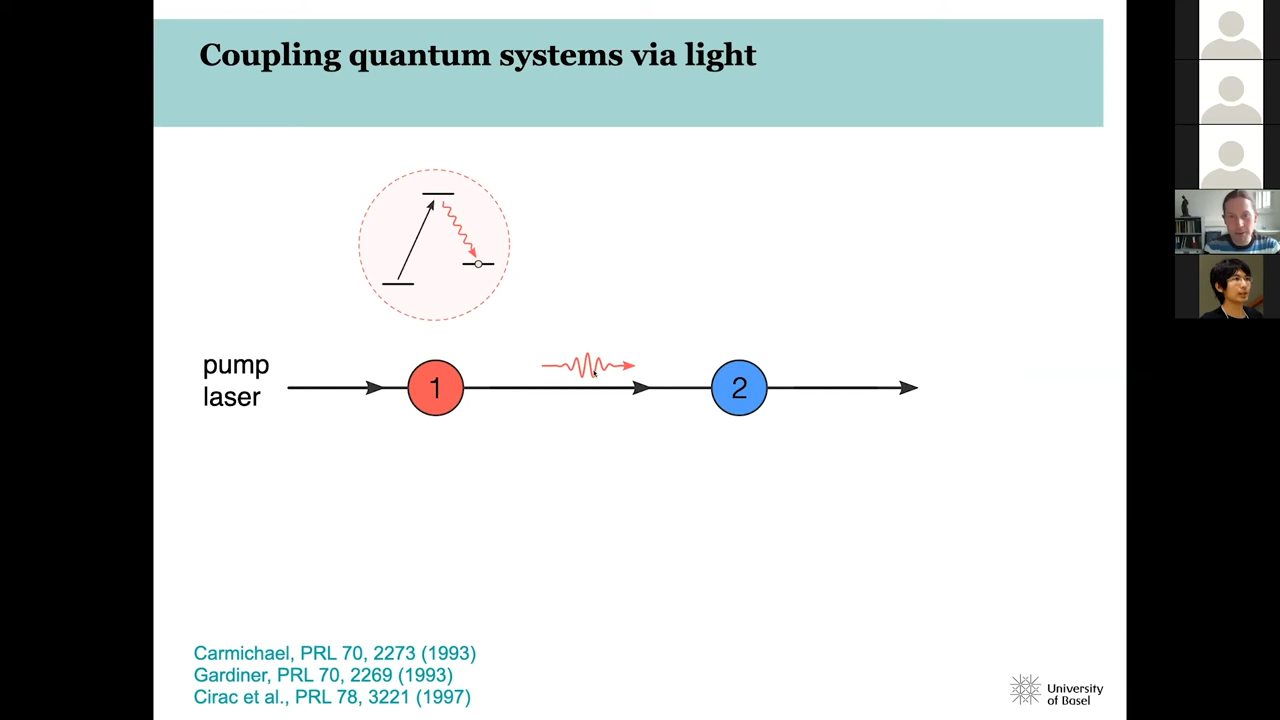 Coupling quantum systems via light
pump
laser
1
2
Carmichael, PRL 70, 2273 (1993)
Gardiner, PRL 70, 2269 (1993)
Cirac et al., PRL 78, 3221 (1997)
University
of Basel